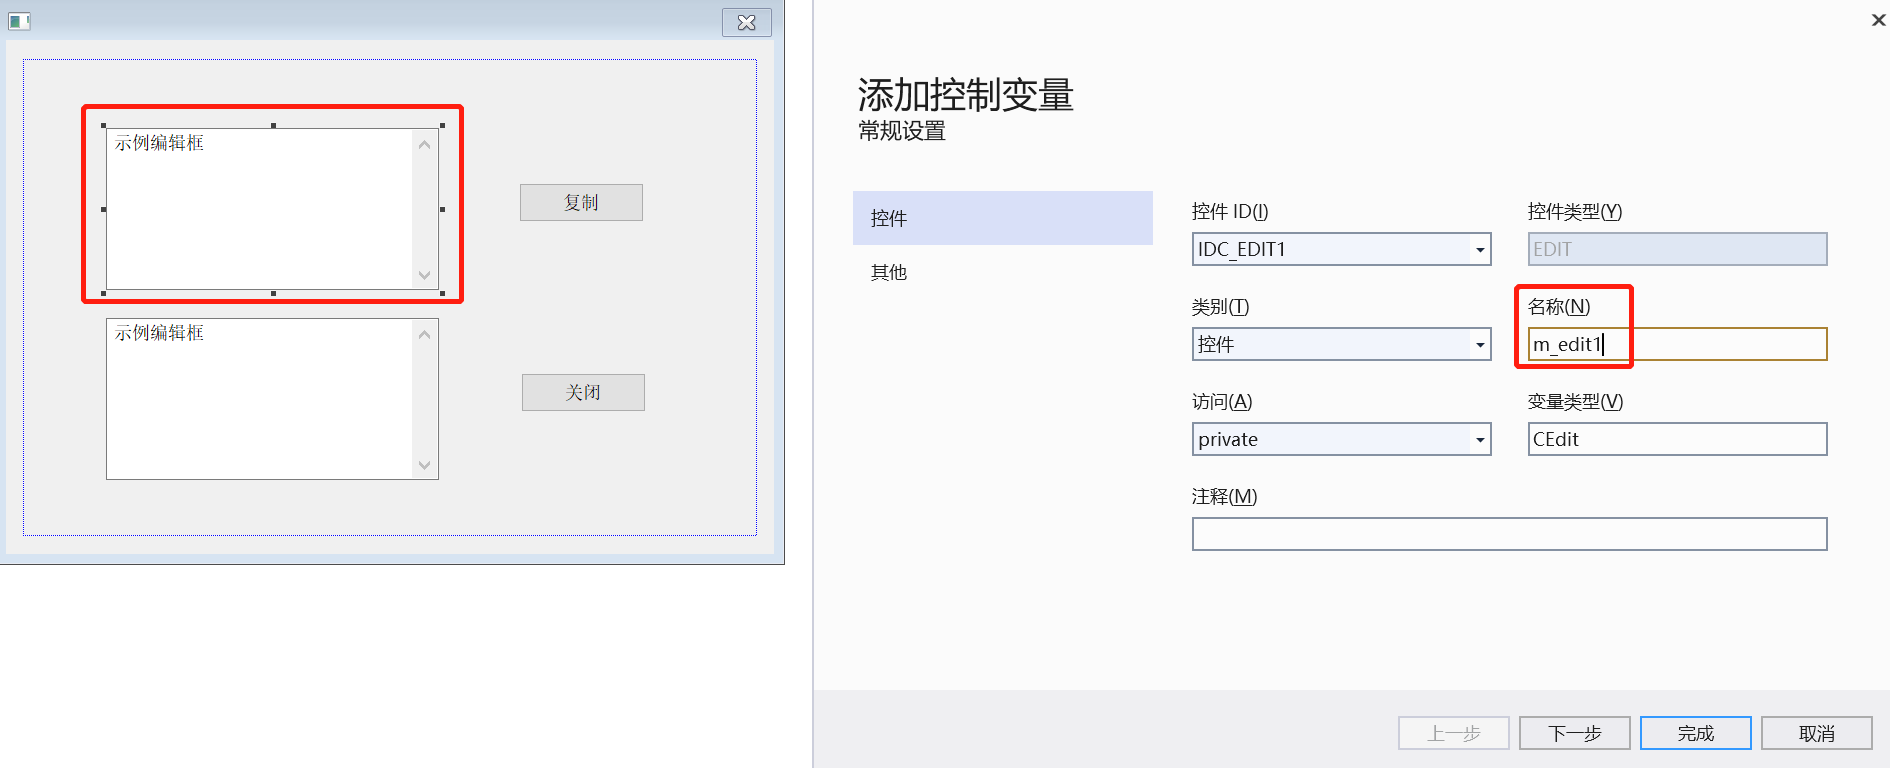 示例编辑框
复制
示例编辑框
关闭
添加控制变量
常规设置
控件
其他
控件 ID(I)
控件类型(Y)
IDC_EDIT1
EDIT
类别(T)
名称(N)
控件
m_edit1
访问(A)
变量类型(V)
private
CEdit
注释(M)
上一步
下一步
完成
取消